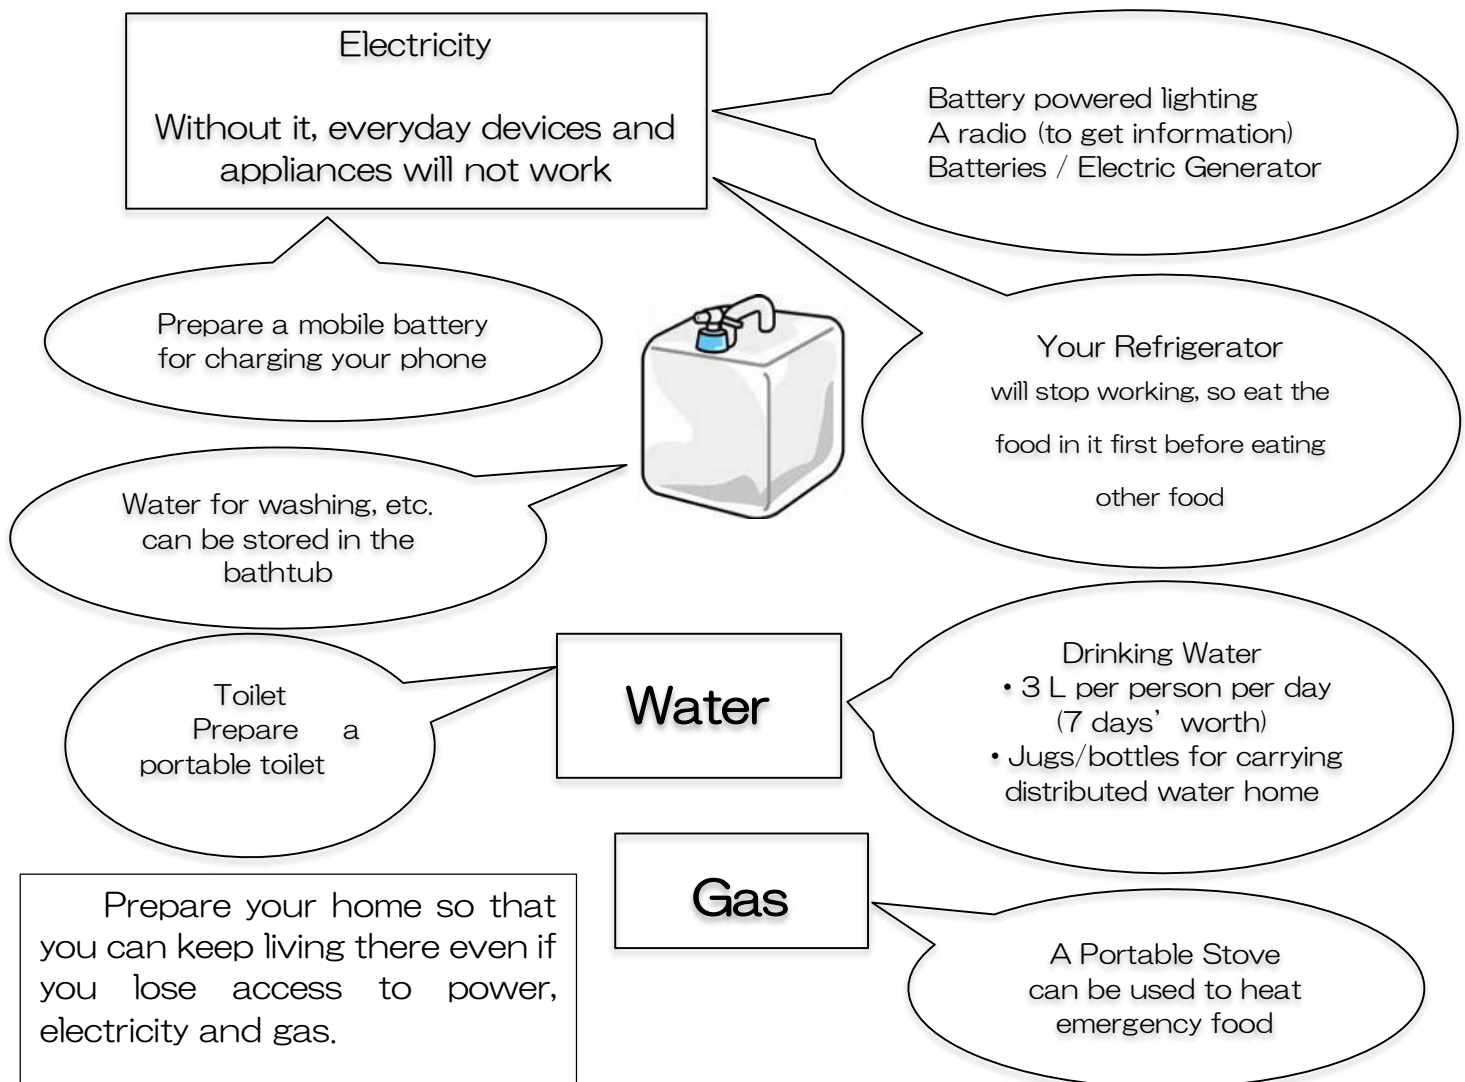 Electricity
Without it, everyday devices and
appliances will not work
Battery powered lighting
A radio (to get information)
Batteries / Electric Generator
Prepare a mobile battery
for charging your phone
Your Refrigerator
will stop working, so eat the
food in it first before eating
other food
Water for washing, etc.
can be stored in the
bathtub
Toilet
Prepare a
portable toilet
Water
Drinking Water
・3 L per person per day
(7 days’ worth)
・Jugs/bottles for carrying
distributed water home
Gas
A Portable Stove
can be used to heat
emergency food
Prepare your home so that
you can keep living there even if
you lose access to power,
electricity and gas.